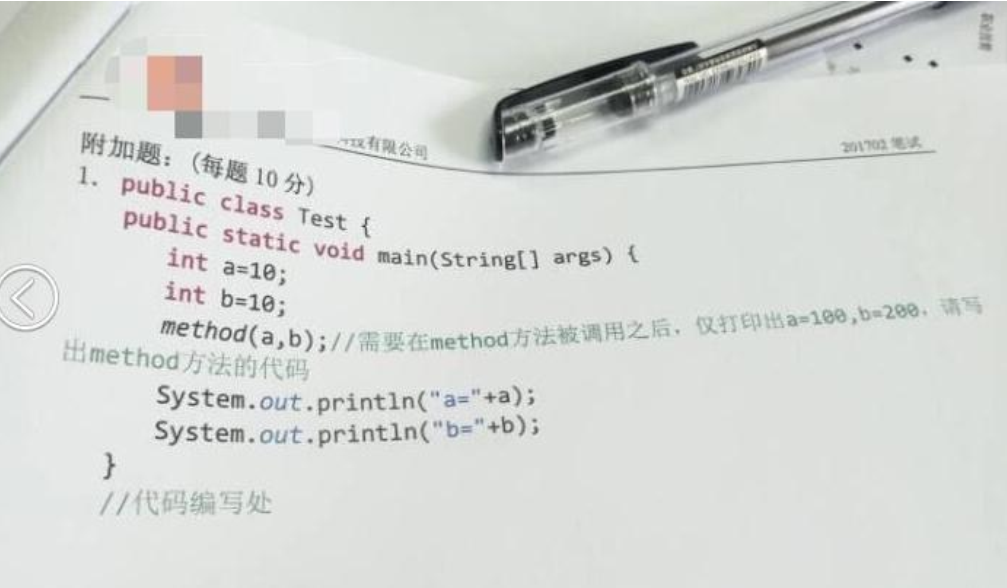 科技有限公司
201702 笔试
附加题：（每题 10 分）
1. public class Test {
public static void main(String[] args) {
int a=10;
int b=10;
method(a,b);//需要在method方法被调用之后，仅打印出a=100,b=200，请写
出method方法的代码
System.out.println("a="+a);
System.out.println("b="+b);
}
//代码编写处